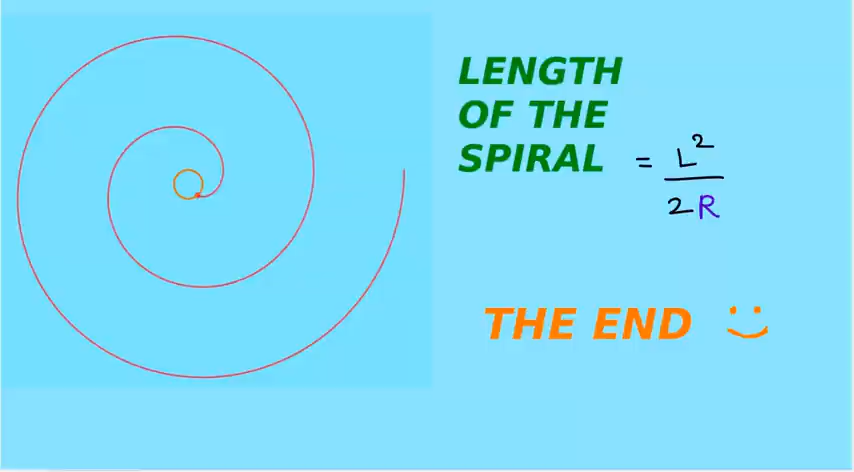 LENGTH
OF THE
SPIRAL = L²/2R
THE END